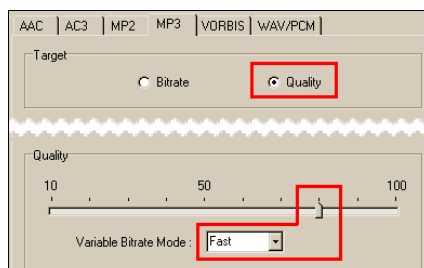 AAC AC3 MP2 MP3 VORBIS WAV/PCM
Target
Bitrate Quality
Quality
10 50 100
Variable Bitrate Mode : Fast